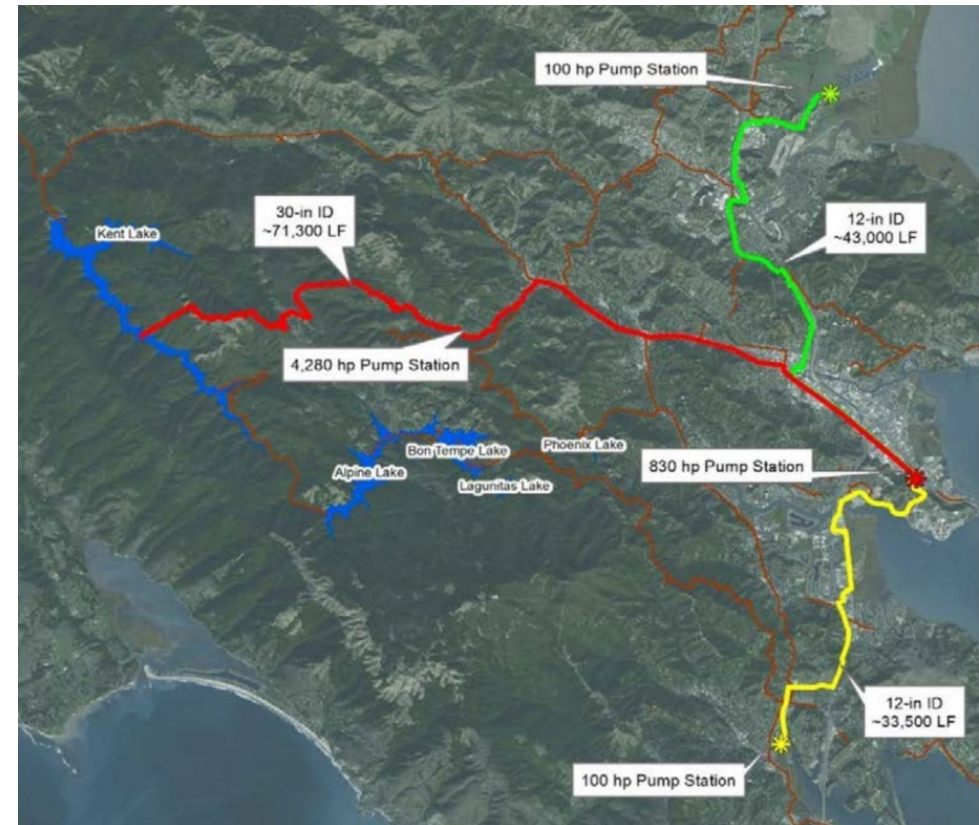 100 hp Pump Station
30-in ID
~71,300 LF
12-in ID
~43,000 LF
Kent Lake
4,280 hp Pump Station
Bon Tempe Lake
Phoenix Lake
Alpine Lake
Lagunitas Lake
830 hp Pump Station
12-in ID
~33,500 LF
100 hp Pump Station